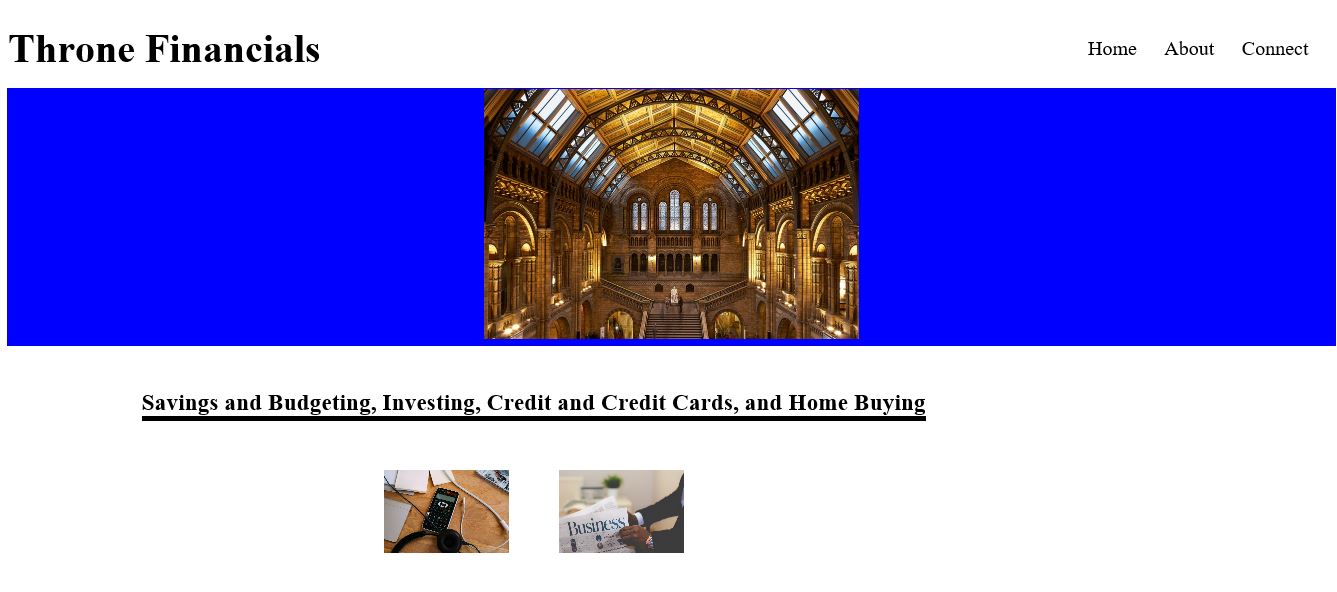 Throne Financials
Home About Connect
Savings and Budgeting, Investing, Credit and Credit Cards, and Home Buying
Business